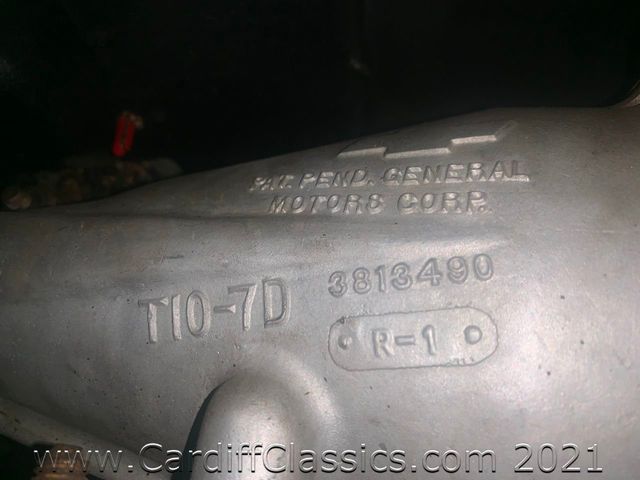 PAT. PEND. GENERAL
MOTORS CORP.
3813490
T10-7D
R-1
www.CardiffClassics.com 2021